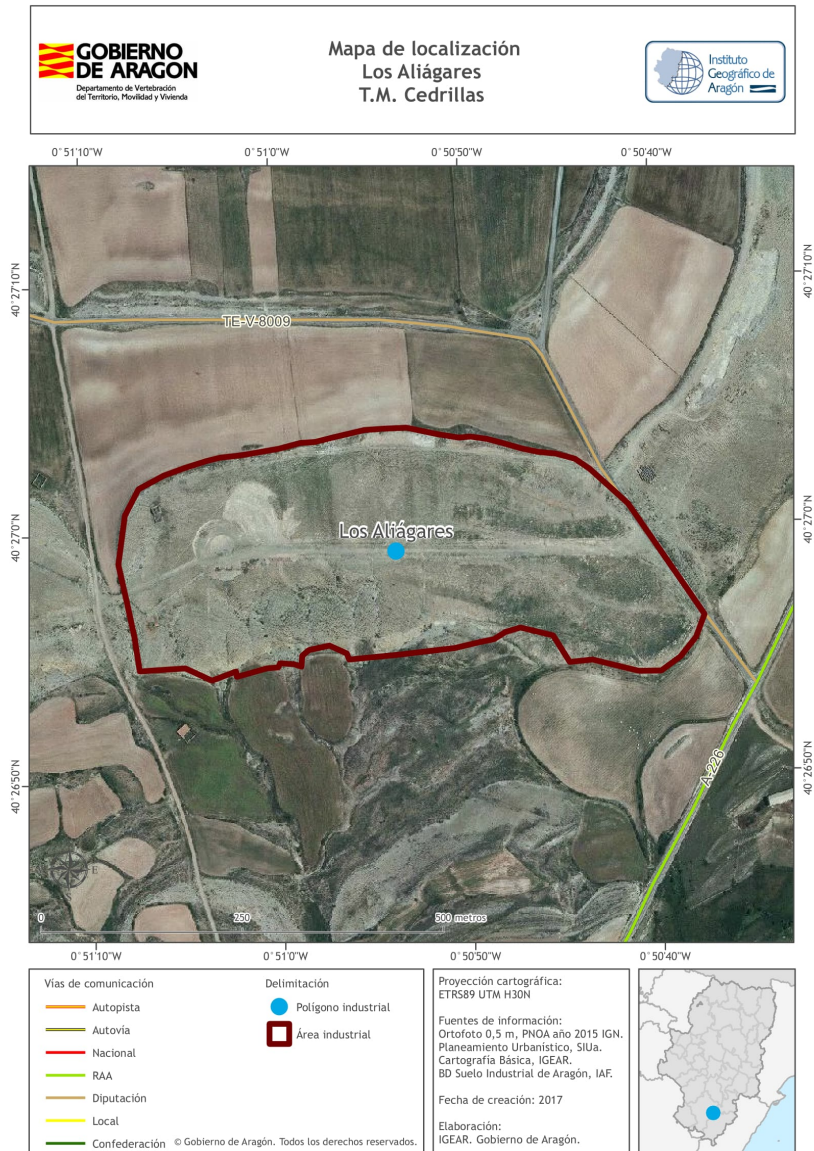 GOBIERNO
DE ARAGON
Departamento de Vertebración
del Territorio, Movilidad y Vivienda
Mapa de localización
Los Aliágares
T.M. Cedrillas
Instituto
Geográfico de
Aragón
0°51'10"W
0°51'0"W
0°50'50"W
0°50'40"W
40°27'10"N
40°27'10"N
TE-V-8009
Los Aliágares
40°27'0"N
40°27'0"N
A-226
40°26'50"N
40°26'50"N
E
0
250
500 metros
0°51'10"W
0°51'0"W
0°50'50"W
0°50'40"W
Vías de comunicación
Autopista
Autovía
Nacional
RAA
Diputación
Local
Confederación
Delimitación
Polígono industrial
Área industrial
© Gobierno de Aragón. Todos los derechos reservados.
Proyección cartográfica:
ETRS89 UTM H30N
Fuentes de información:
Ortofoto 0,5 m, PNOA año 2015 IGN.
Planeamiento Urbanístico, SIUa.
Cartografía Básica, IGEAR.
BD Suelo Industrial de Aragón, IAF.
Fecha de creación: 2017
Elaboración:
IGEAR. Gobierno de Aragón.